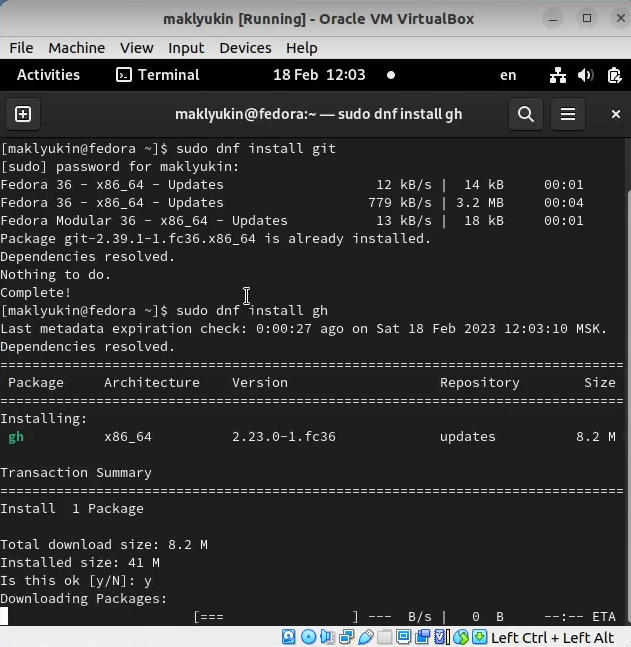 maklyukin [Running] - Oracle VM VirtualBox
File Machine View Input Devices Help
Activities Terminal 18 Feb 12:03 en
maklyukin@fedora:~ — sudo dnf install gh
[maklyukin@fedora ~]$ sudo dnf install git
[sudo] password for maklyukin:
Fedora 36 - x86_64 - Updates 12 kB/s | 14 kB 00:01
Fedora 36 - x86_64 - Updates 779 kB/s | 3.2 MB 00:04
Fedora Modular 36 - x86_64 - Updates 13 kB/s | 18 kB 00:01
Package git-2.39.1-1.fc36.x86_64 is already installed.
Dependencies resolved.
Nothing to do.
Complete!
[maklyukin@fedora ~]$ sudo dnf install gh
Last metadata expiration check: 0:00:27 ago on Sat 18 Feb 2023 12:03:10 MSK.
Dependencies resolved.
================================================================================
Package Architecture Version Repository Size
================================================================================
Installing:
gh x86_64 2.23.0-1.fc36 updates 8.2 M
Transaction Summary
================================================================================
Install 1 Package
Total download size: 8.2 M
Installed size: 41 M
Is this ok [y/N]: y
Downloading Packages:
[=== ] --- B/s | 0 B --:-- ETA
Left Ctrl + Left Alt